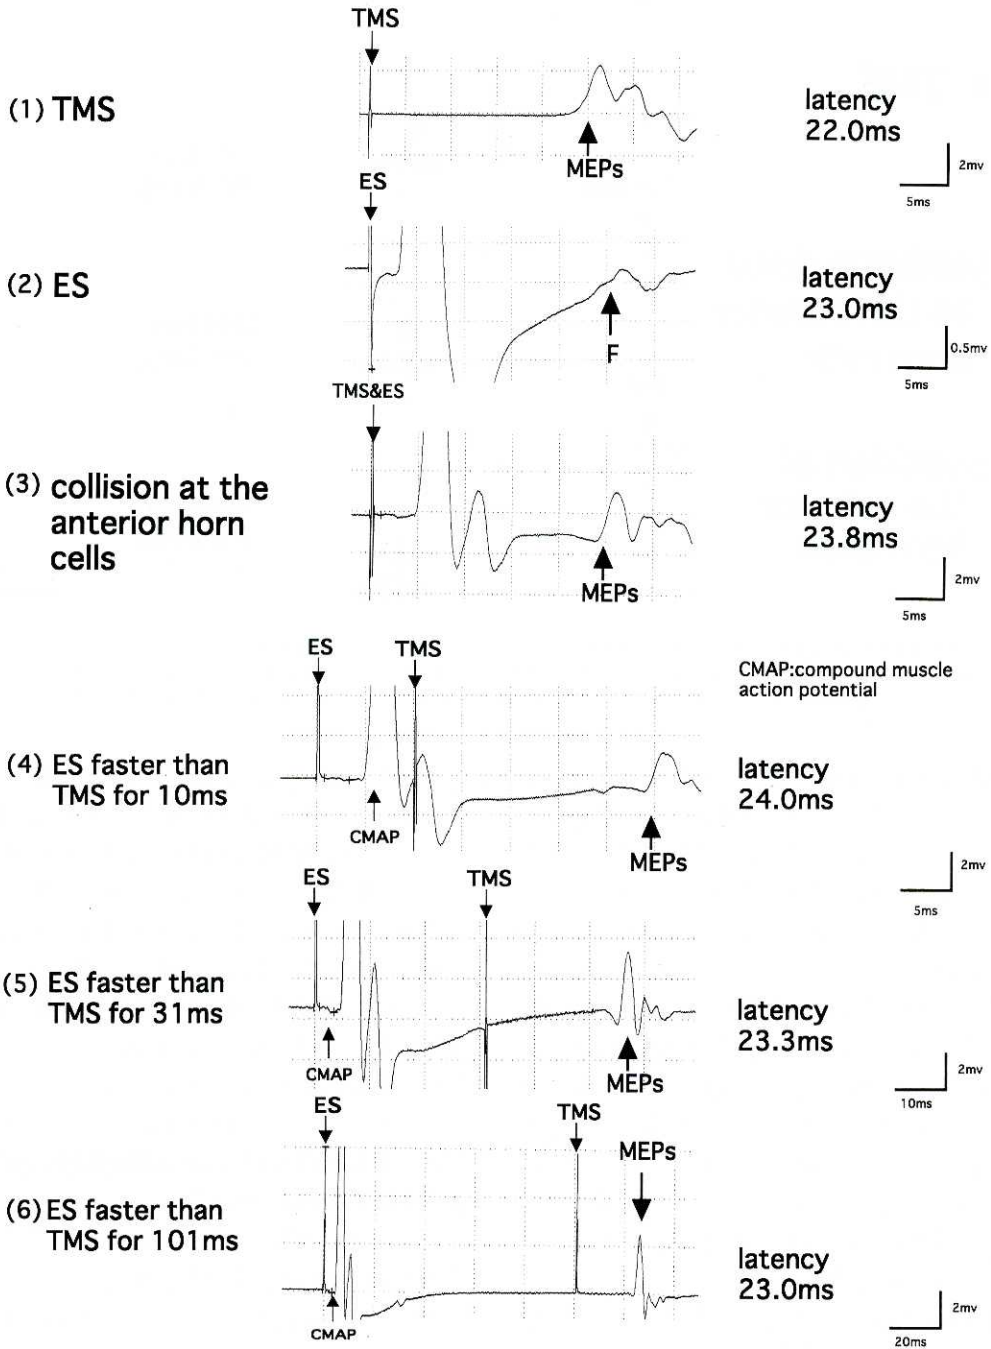 TMS
(1) TMS
MEPs
latency
22.0ms
2mv
5ms
ES
(2) ES
F
latency
23.0ms
0.5mv
5ms
TMS&ES
(3) collision at the
anterior horn
cells
MEPs
latency
23.8ms
2mv
5ms
ES
TMS
CMAP:compound muscle
action potential
(4) ES faster than
TMS for 10ms
CMAP
MEPs
latency
24.0ms
2mv
5ms
ES
TMS
(5) ES faster than
TMS for 31ms
CMAP
MEPs
latency
23.3ms
2mv
10ms
ES
TMS
MEPs
(6) ES faster than
TMS for 101ms
CMAP
latency
23.0ms
2mv
20ms